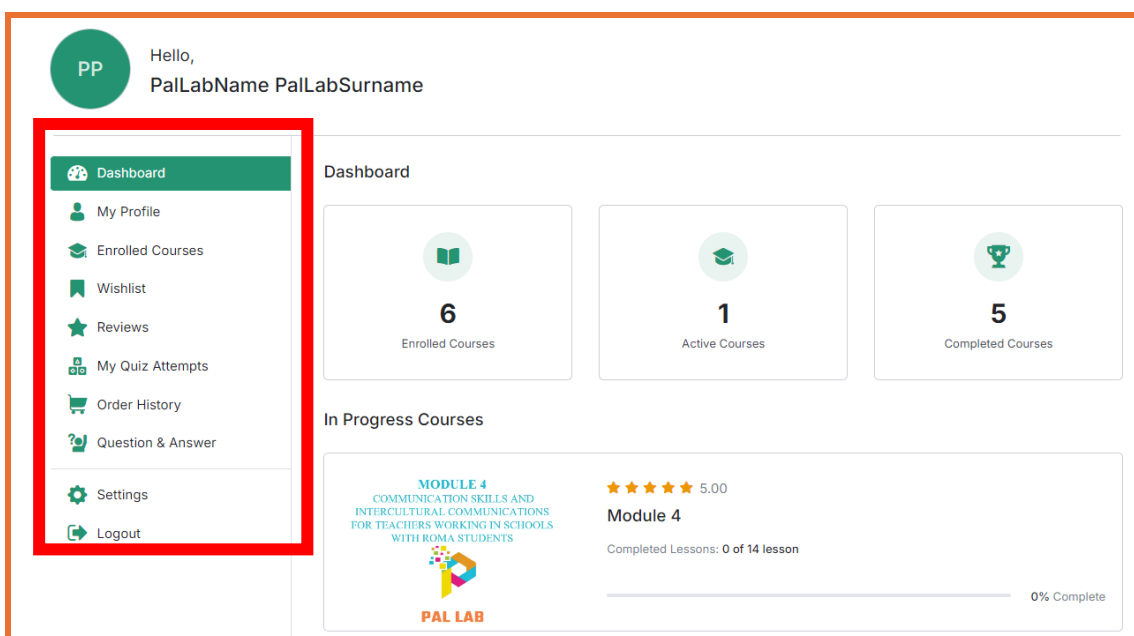 PP
Hello,
PalLabName PalLabSurname
Dashboard
My Profile
Enrolled Courses
Wishlist
Reviews
My Quiz Attempts
Order History
Question & Answer
Settings
Logout
Dashboard
6
Enrolled Courses
1
Active Courses
5
Completed Courses
In Progress Courses
MODULE 4
COMMUNICATION SKILLS AND
INTERCULTURAL COMMUNICATIONS
FOR TEACHERS WORKING IN SCHOOLS
WITH ROMA STUDENTS
PAL LAB
5.00
Module 4
Completed Lessons: 0 of 14 lesson
0% Complete